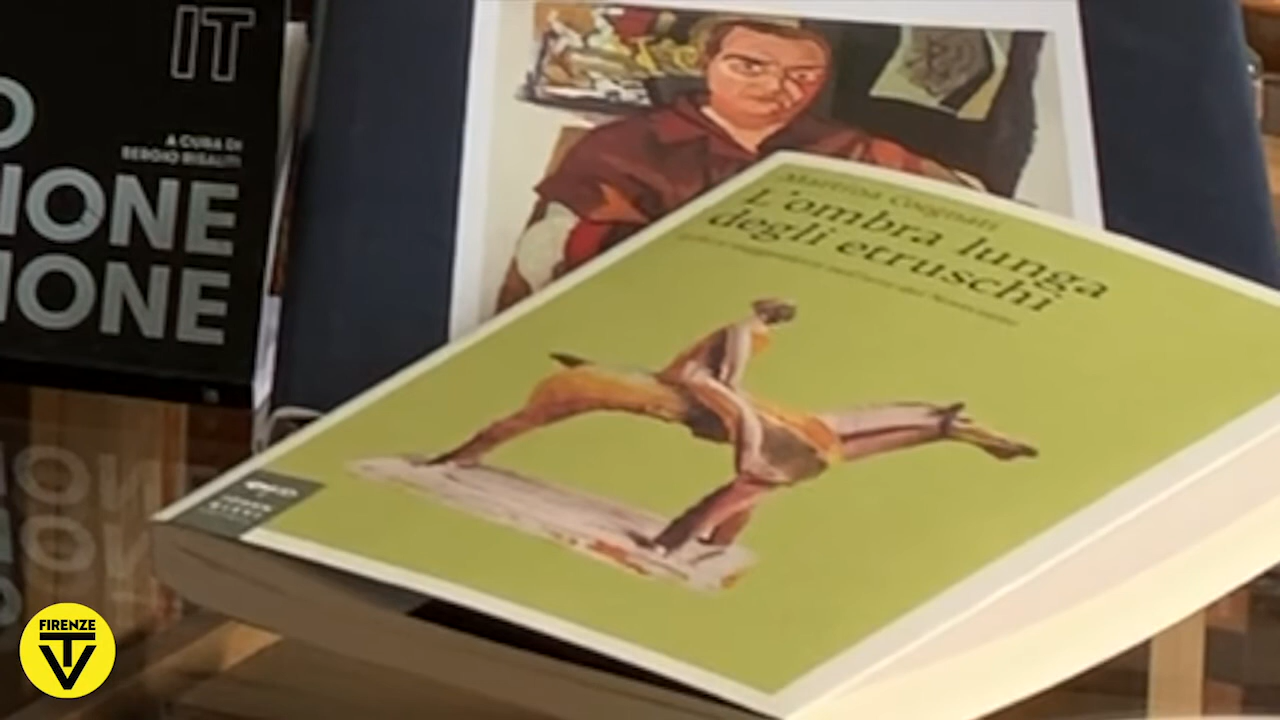 IT
O
A CURA DI
SERGIO RISALITI
IONE
IONE
Martina Corgnati
L'ombra lunga
degli etruschi
FIRENZE
TV